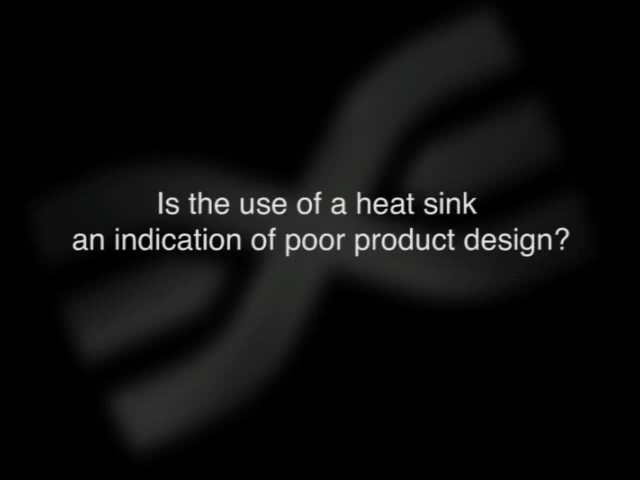 Is the use of a heat sink
an indication of poor product design?